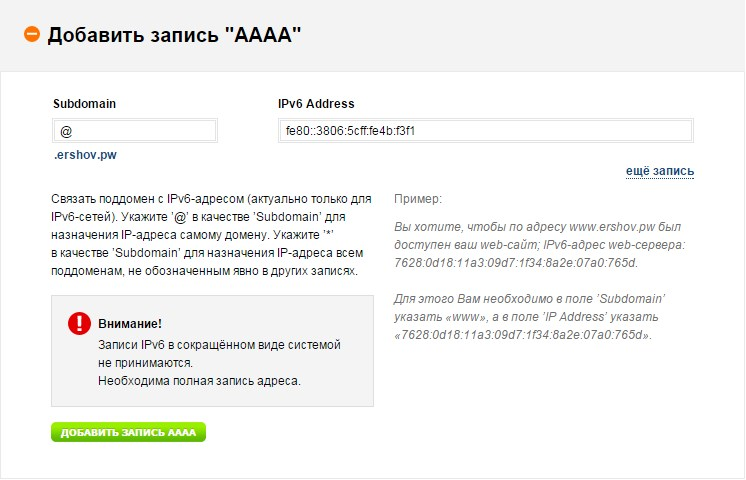 Добавить запись "AAAA"
Subdomain
IPv6 Address
@
fe80::3806:5cff:fe4b:f3f1
.ershov.pw
ещё запись
Связать поддомен с IPv6-адресом (актуально только для
IPv6-сетей). Укажите '@' в качестве 'Subdomain' для
назначения IP-адреса самому домену. Укажите '*'
в качестве 'Subdomain' для назначения IP-адреса всем
поддоменам, не обозначенным явно в других записях.
Пример:
Вы хотите, чтобы по адресу www.ershov.pw был
доступен ваш web-сайт; IPv6-адрес web-сервера:
7628:0d18:11a3:09d7:1f34:8a2e:07a0:765d.
Для этого Вам необходимо в поле 'Subdomain'
указать «www», а в поле 'IP Address' указать
«7628:0d18:11a3:09d7:1f34:8a2e:07a0:765d».
Внимание!
Записи IPv6 в сокращённом виде системой
не принимаются.
Необходима полная запись адреса.
ДОБАВИТЬ ЗАПИСЬ AAAA